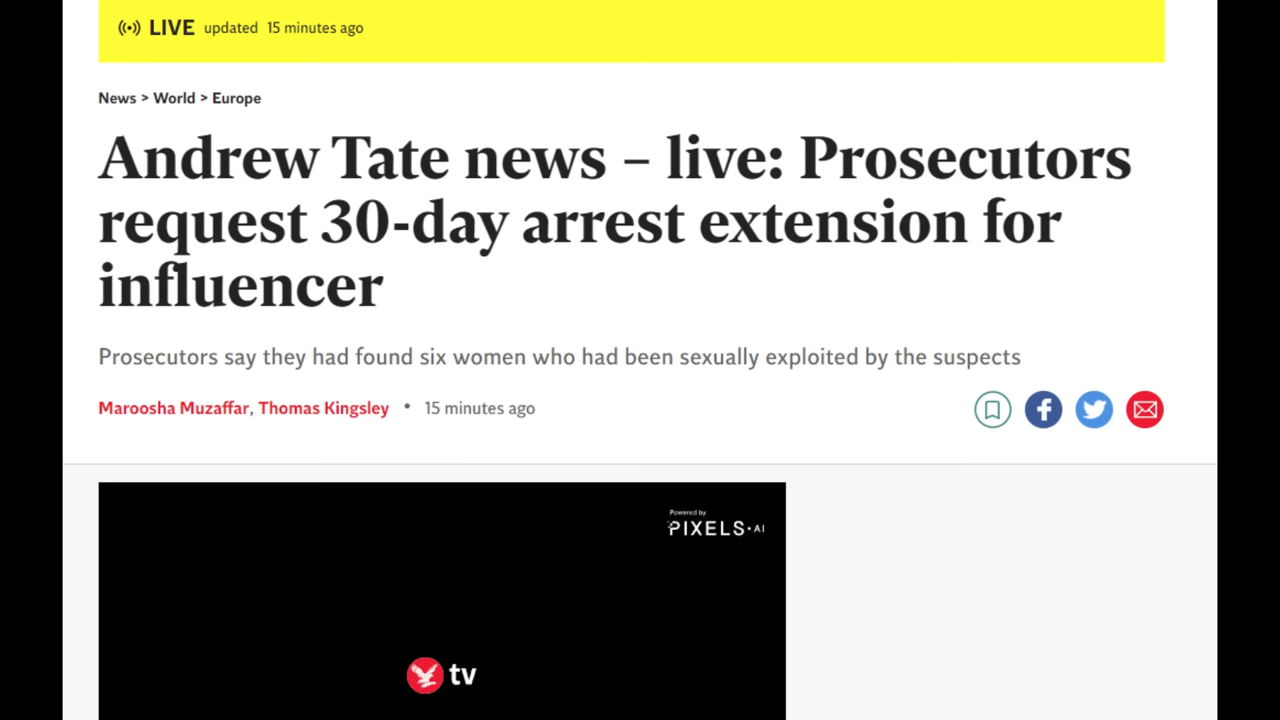 LIVE updated 15 minutes ago
News > World > Europe
Andrew Tate news – live: Prosecutors
request 30-day arrest extension for
influencer
Prosecutors say they had found six women who had been sexually exploited by the suspects
Maroosha Muzaffar, Thomas Kingsley • 15 minutes ago
Powered by
PIXELS·AI
tv